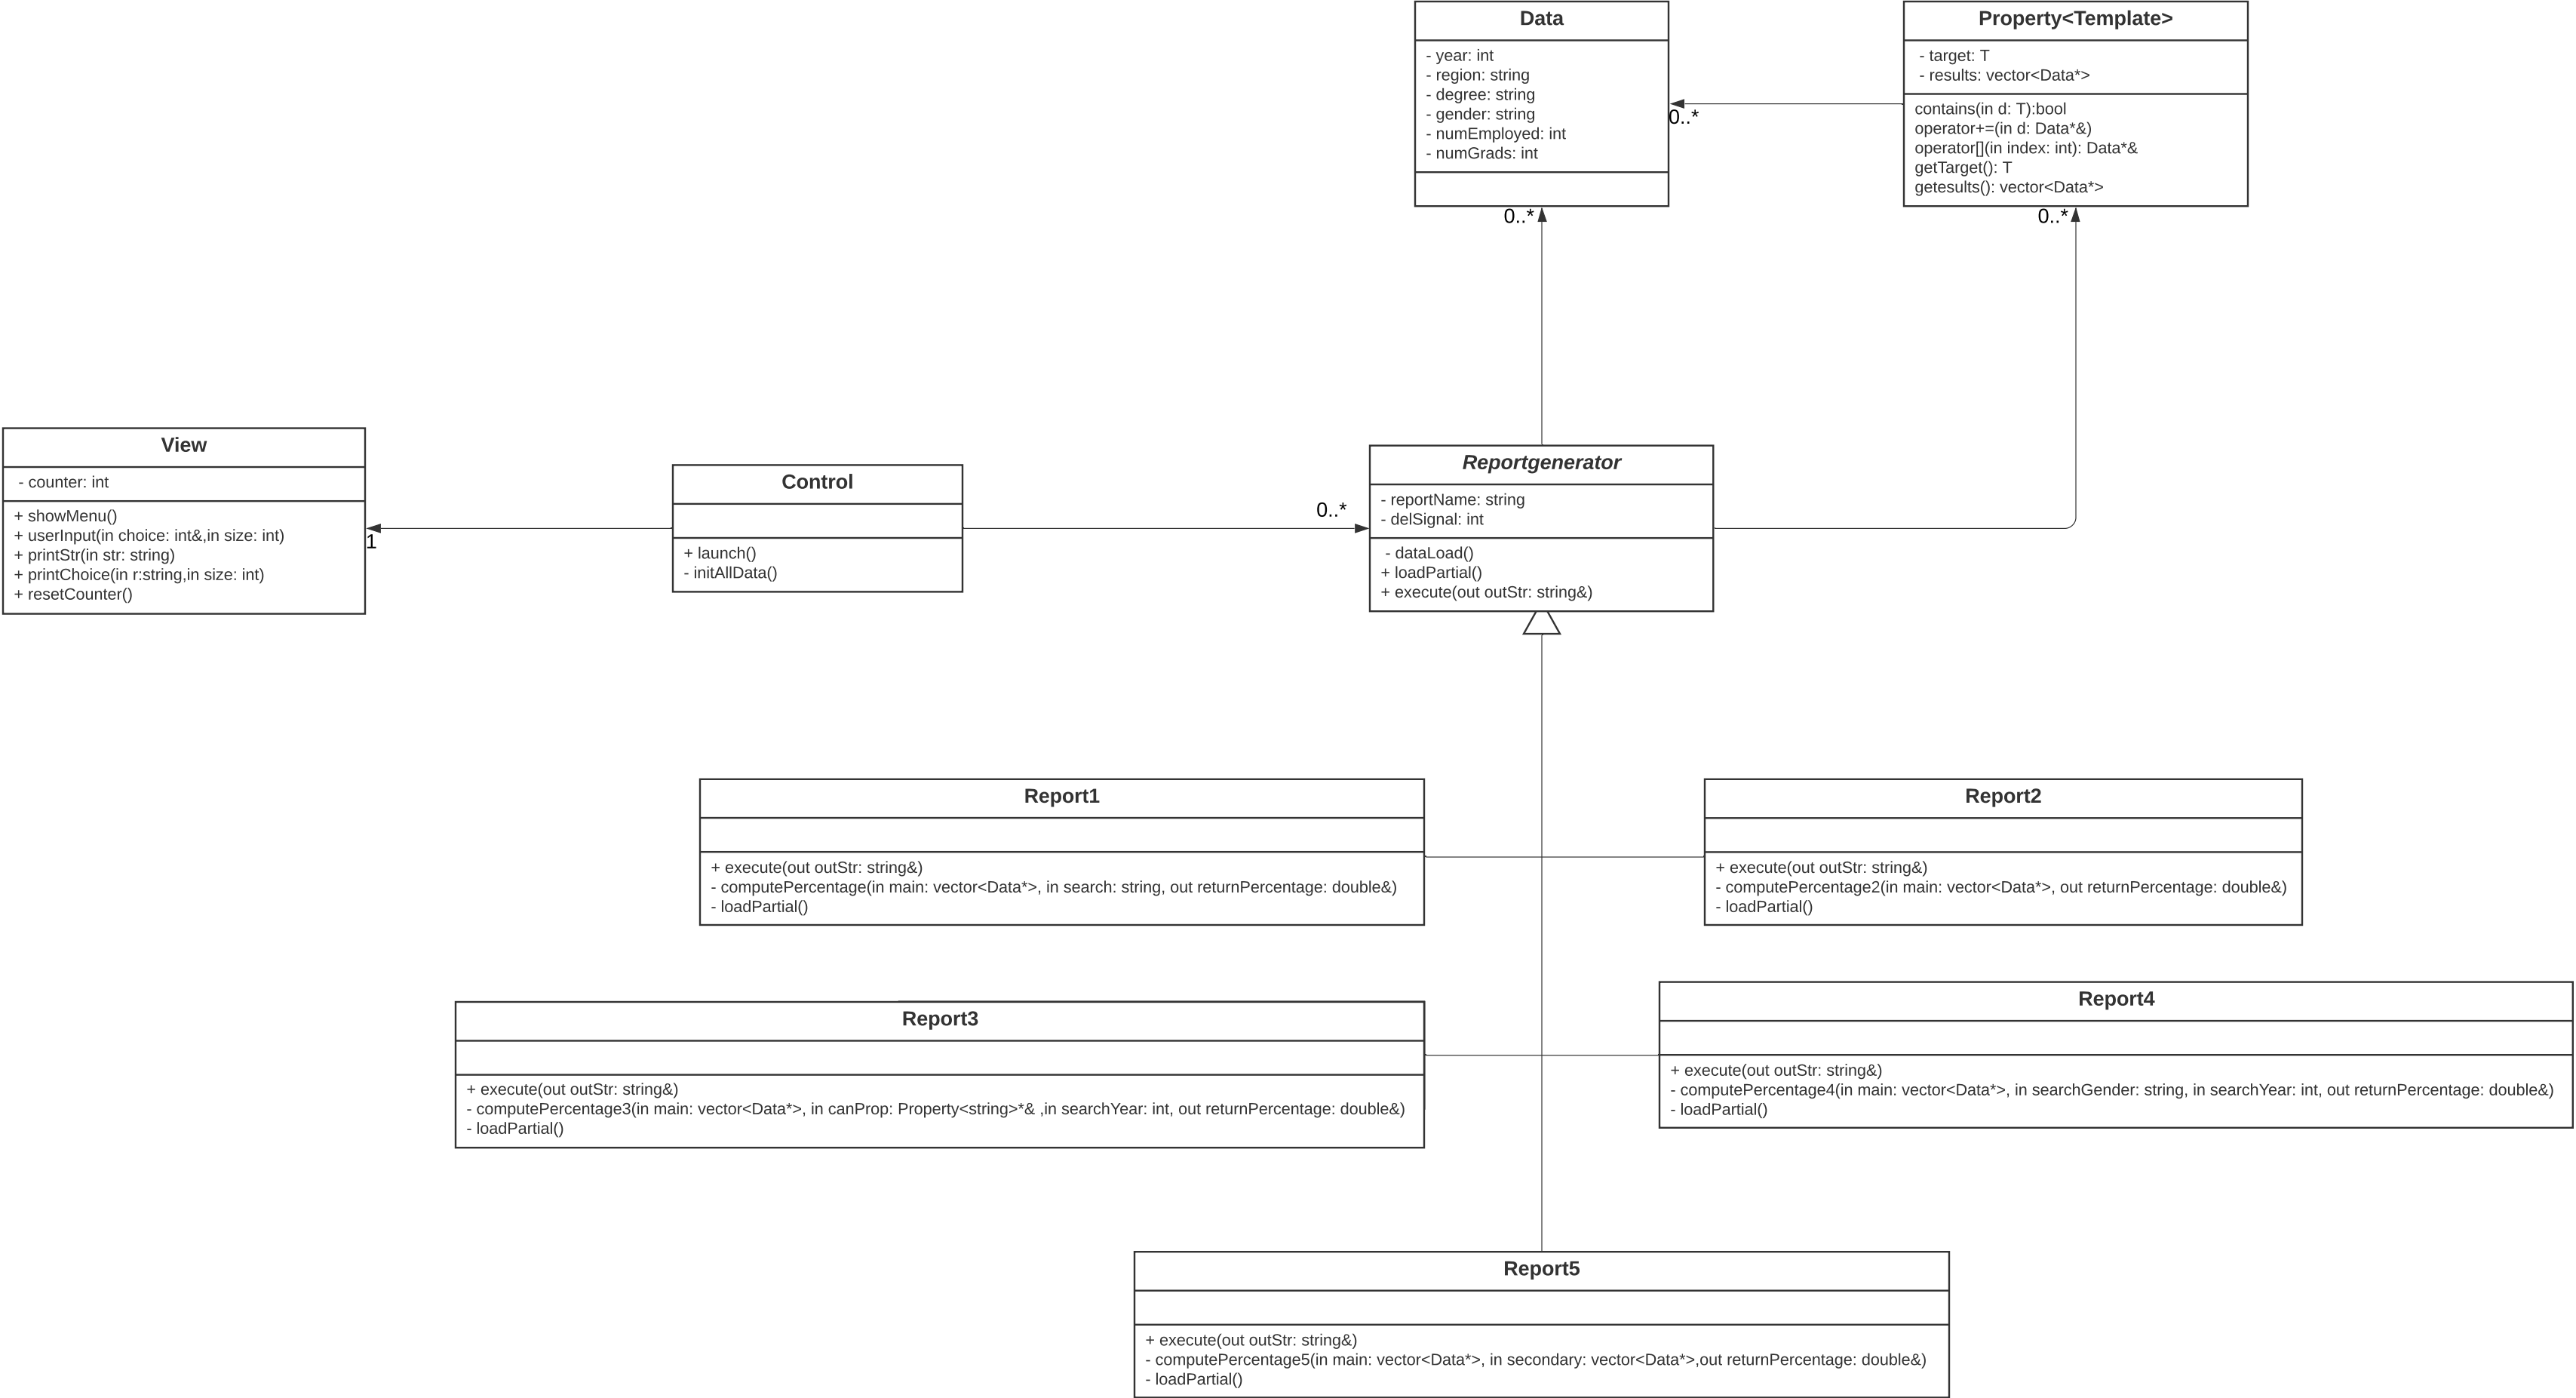 Data
- year: int
- region: string
- degree: string
- gender: string
- numEmployed: int
- numGrads: int
0..*
0..*
Property<Template>
- target: T
- results: vector<Data*>
contains(in d: T):bool
operator+=(in d: Data*&)
operator[](in index: int): Data*&
getTarget(): T
getesults(): vector<Data*>
0..*
View
- counter: int
+ showMenu()
+ userInput(in choice: int&,in size: int)
+ printStr(in str: string)
+ printChoice(in r:string,in size: int)
+ resetCounter()
1
Control
+ launch()
- initAllData()
0..*
Reportgenerator
- reportName: string
- delSignal: int
- dataLoad()
+ loadPartial()
+ execute(out outStr: string&)
Report1
+ execute(out outStr: string&)
- computePercentage(in main: vector<Data*>, in search: string, out returnPercentage: double&)
- loadPartial()
Report2
+ execute(out outStr: string&)
- computePercentage2(in main: vector<Data*>, out returnPercentage: double&)
- loadPartial()
Report3
+ execute(out outStr: string&)
- computePercentage3(in main: vector<Data*>, in canProp: Property<string>*& ,in searchYear: int, out returnPercentage: double&)
- loadPartial()
Report4
+ execute(out outStr: string&)
- computePercentage4(in main: vector<Data*>, in searchGender: string, in searchYear: int, out returnPercentage: double&)
- loadPartial()
Report5
+ execute(out outStr: string&)
- computePercentage5(in main: vector<Data*>, in secondary: vector<Data*>,out returnPercentage: double&)
- loadPartial()